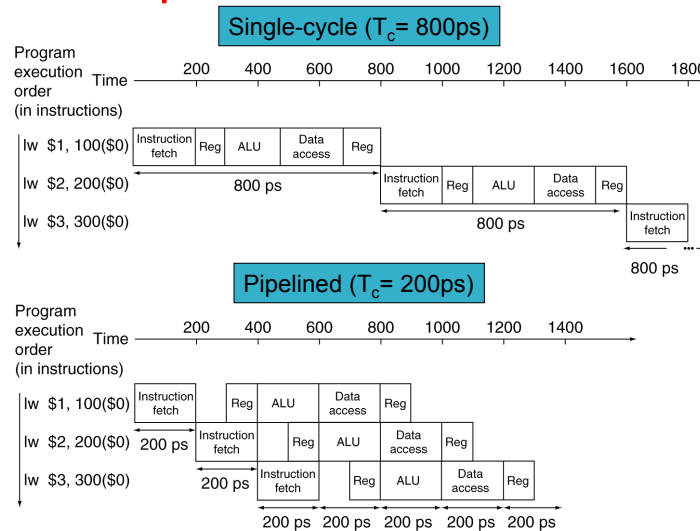 Single-cycle (Tc= 800ps)
Program
execution
order
(in instructions)
Time
200 400 600 800 1000 1200 1400 1600 1800
lw $1, 100($0)
Instruction
fetch
Reg
ALU
Data
access
Reg
lw $2, 200($0)
800 ps
Instruction
fetch
Reg
ALU
Data
access
Reg
lw $3, 300($0)
800 ps
Instruction
fetch
800 ps
...
Pipelined (Tc= 200ps)
Program
execution
order
(in instructions)
Time
200 400 600 800 1000 1200 1400
lw $1, 100($0)
Instruction
fetch
Reg
ALU
Data
access
Reg
lw $2, 200($0)
200 ps
Instruction
fetch
Reg
ALU
Data
access
Reg
lw $3, 300($0)
200 ps
Instruction
fetch
Reg
ALU
Data
access
Reg
200 ps 200 ps 200 ps 200 ps 200 ps